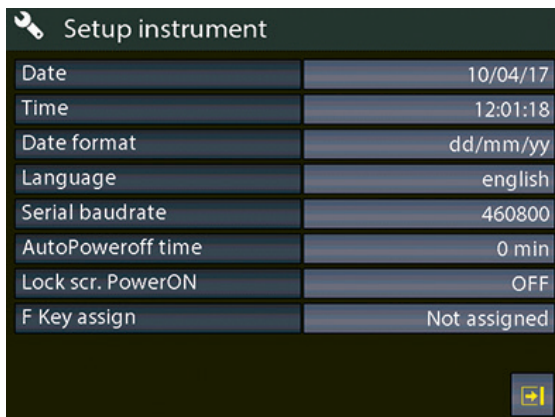 Setup instrument
Date 10/04/17
Time 12:01:18
Date format dd/mm/yy
Language english
Serial baudrate 460800
AutoPoweroff time 0 min
Lock scr. PowerON OFF
F Key assign Not assigned